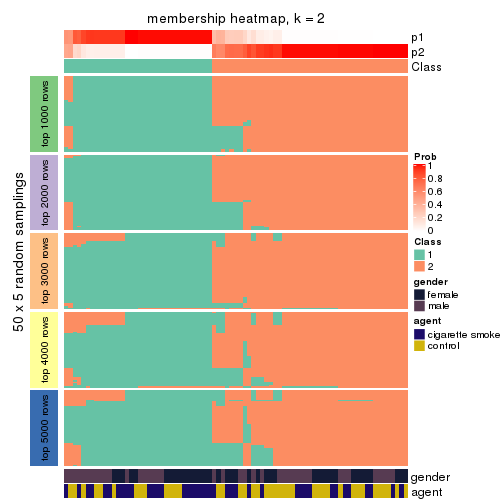 membership heatmap, k = 2
p1
p2
Class
50 x 5 random samplings
top 1000 rows
top 2000 rows
top 3000 rows
top 4000 rows
top 5000 rows
Prob
1
0.8
0.6
0.4
0.2
0
Class
1
2
gender
female
male
agent
cigarette smoke
control
gender
agent